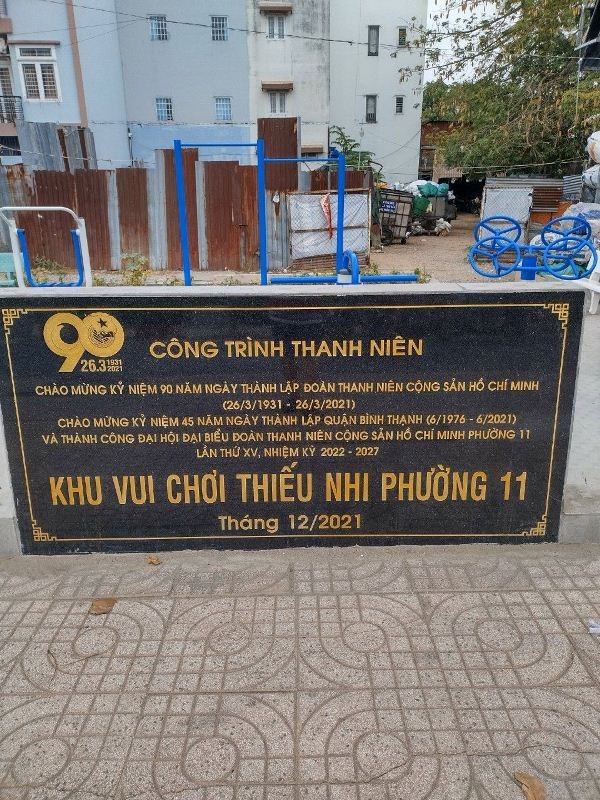 90
26.3 1931 2021
CÔNG TRÌNH THANH NIÊN
CHÀO MỪNG KỶ NIỆM 90 NĂM NGÀY THÀNH LẬP ĐOÀN THANH NIÊN CỘNG SẢN HỒ CHÍ MINH
(26/3/1931 - 26/3/2021)
CHÀO MỪNG KỶ NIỆM 45 NĂM NGÀY THÀNH LẬP QUẬN BÌNH THẠNH (6/1976 - 6/2021)
VÀ THÀNH CÔNG ĐẠI HỘI ĐẠI BIỂU ĐOÀN THANH NIÊN CỘNG SẢN HỒ CHÍ MINH PHƯỜNG 11
LẦN THỨ XV, NHIỆM KỲ 2022 - 2027
KHU VUI CHƠI THIẾU NHI PHƯỜNG 11
Tháng 12/2021